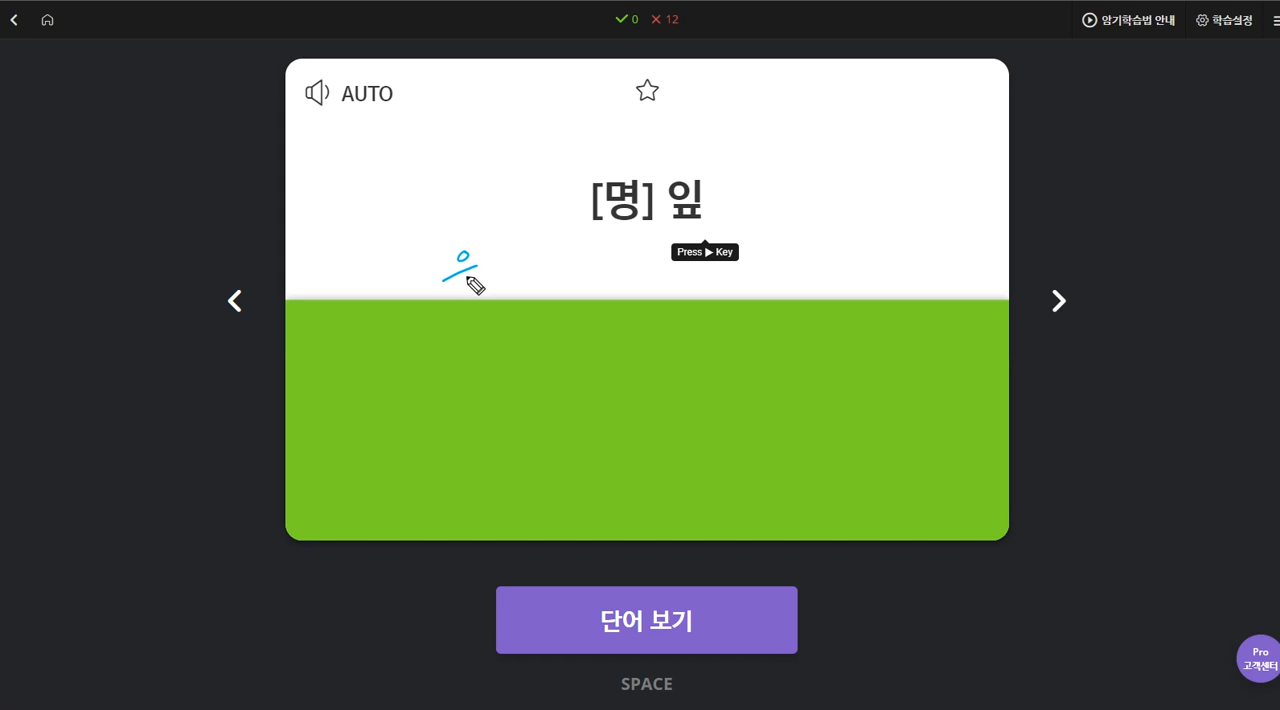 0 12 암기학습법 안내 학습설정
AUTO
[명] 잎
Press ▶ Key
단어 보기
SPACE
Pro
고객센터